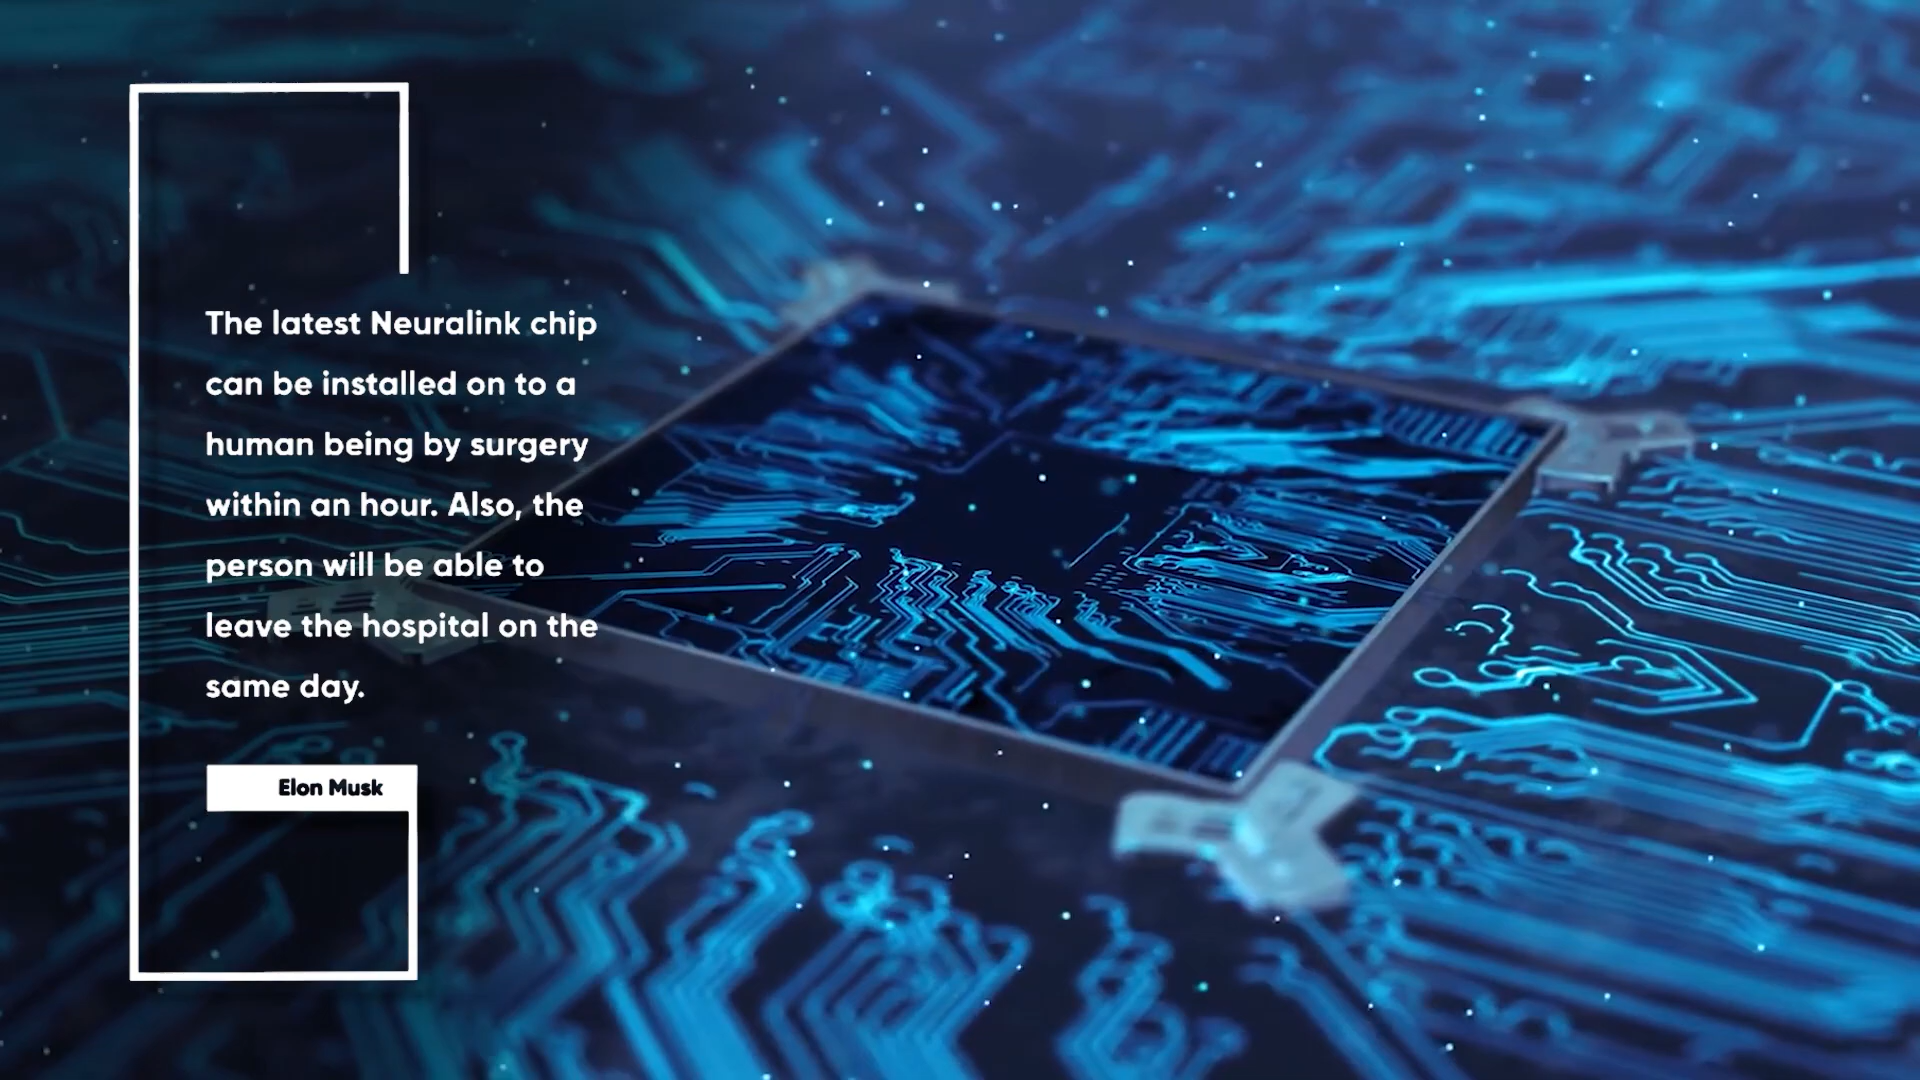 The latest Neuralink chip
can be installed on to a
human being by surgery
within an hour. Also, the
person will be able to
leave the hospital on the
same day.
Elon Musk